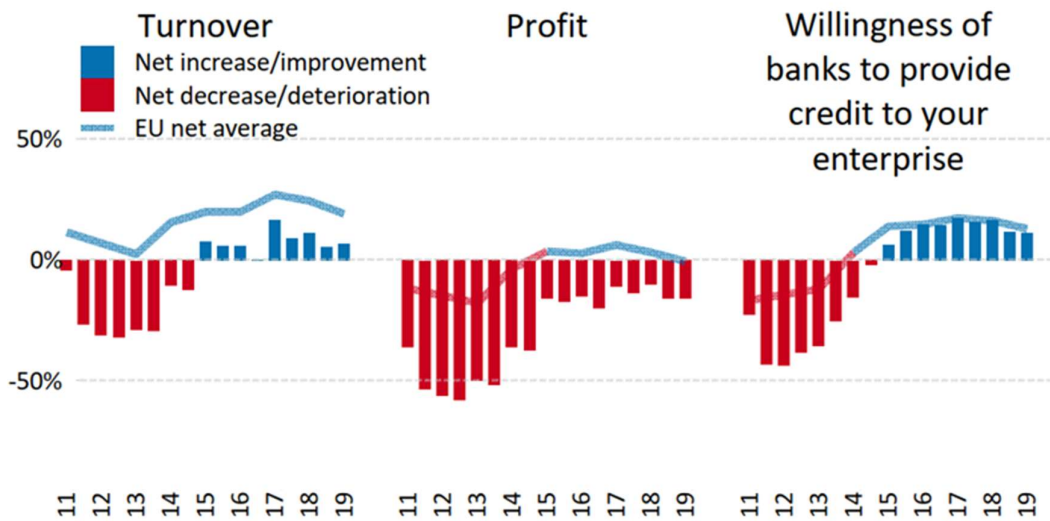 Turnover
Net increase/improvement
Net decrease/deterioration
EU net average
Profit
Willingness of
banks to provide
credit to your
enterprise
50%
0%
-50%
11 12 13 14 15 16 17 18 19
11 12 13 14 15 16 17 18 19
11 12 13 14 15 16 17 18 19